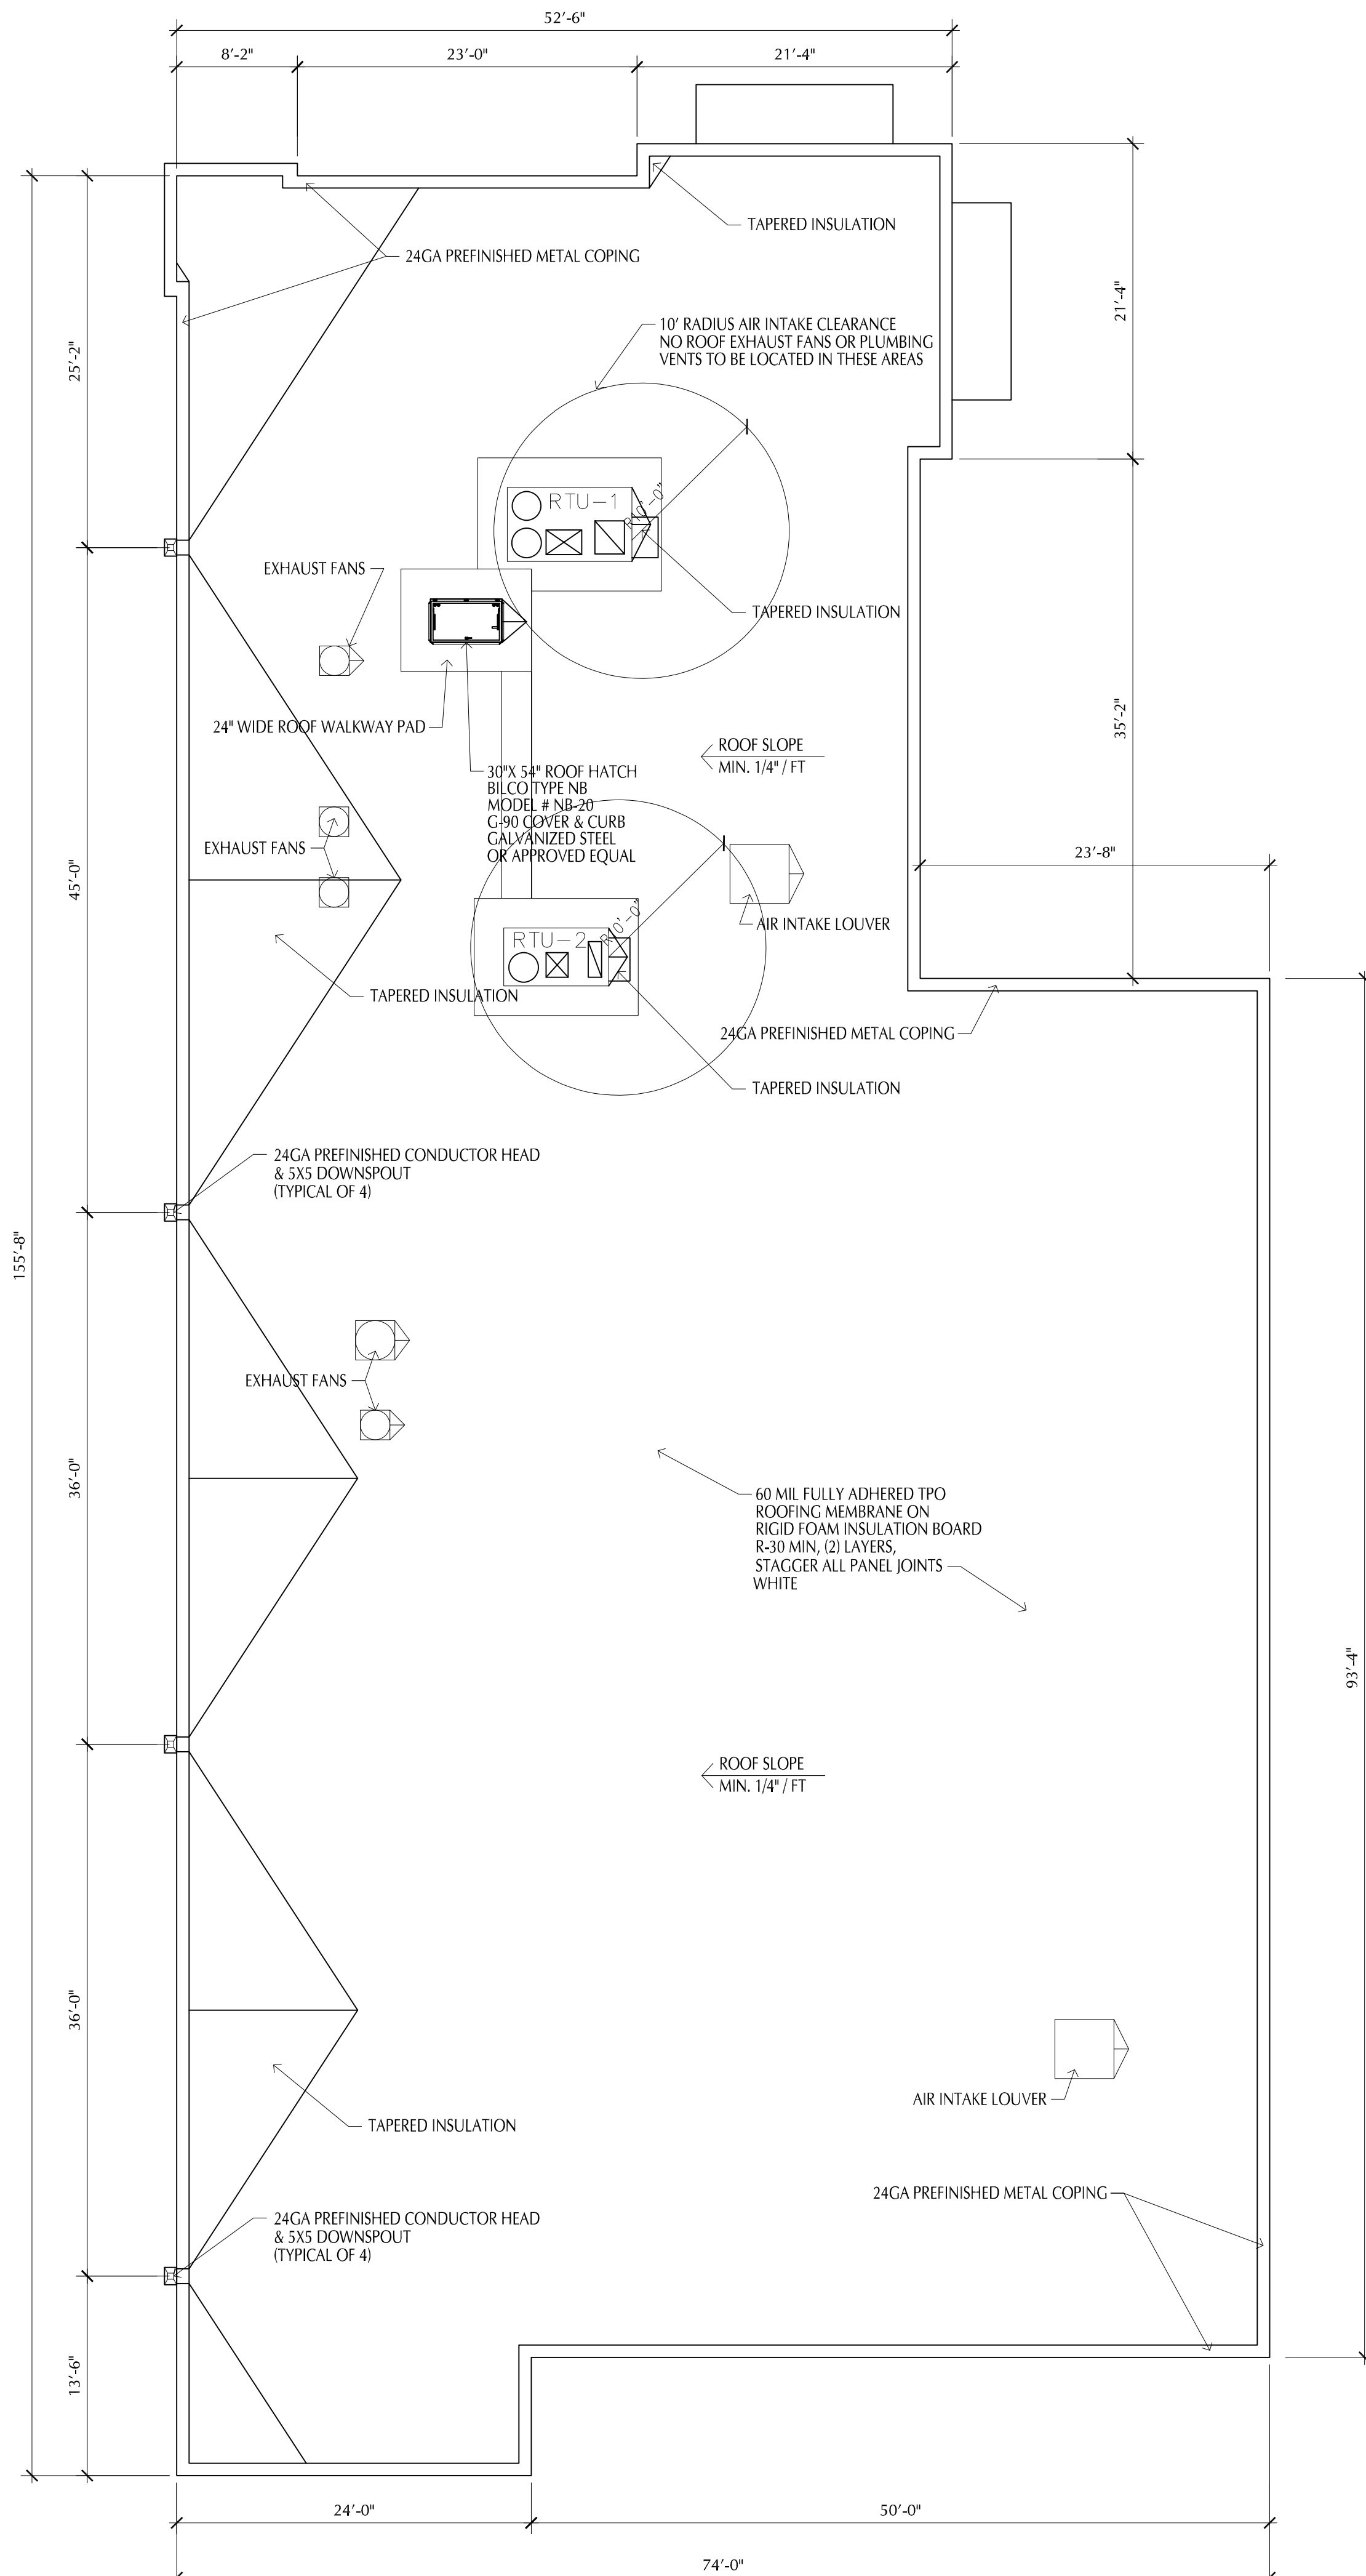 52'-6"
8'-2"
23'-0"
21'-4"
TAPERED INSULATION
24GA PREFINISHED METAL COPING
21'-4"
10' RADIUS AIR INTAKE CLEARANCE
NO ROOF EXHAUST FANS OR PLUMBING
VENTS TO BE LOCATED IN THESE AREAS
25'-2"
RTU-1
R10'-0"
EXHAUST FANS
TAPERED INSULATION
24" WIDE ROOF WALKWAY PAD
35'-2"
ROOF SLOPE
MIN. 1/4" / FT
30"X 54" ROOF HATCH
BILCO TYPE NB
MODEL # NB-20
G-90 COVER & CURB
GALVANIZED STEEL
OR APPROVED EQUAL
EXHAUST FANS
23'-8"
45'-0"
AIR INTAKE LOUVER
RTU-2
R10'-0"
TAPERED INSULATION
24GA PREFINISHED METAL COPING
TAPERED INSULATION
24GA PREFINISHED CONDUCTOR HEAD
& 5X5 DOWNSPOUT
(TYPICAL OF 4)
155'-8"
EXHAUST FANS
36'-0"
60 MIL FULLY ADHERED TPO
ROOFING MEMBRANE ON
RIGID FOAM INSULATION BOARD
R-30 MIN, (2) LAYERS,
STAGGER ALL PANEL JOINTS
WHITE
93'-4"
ROOF SLOPE
MIN. 1/4" / FT
36'-0"
AIR INTAKE LOUVER
TAPERED INSULATION
24GA PREFINISHED METAL COPING
24GA PREFINISHED CONDUCTOR HEAD
& 5X5 DOWNSPOUT
(TYPICAL OF 4)
13'-6"
24'-0"
50'-0"
74'-0"